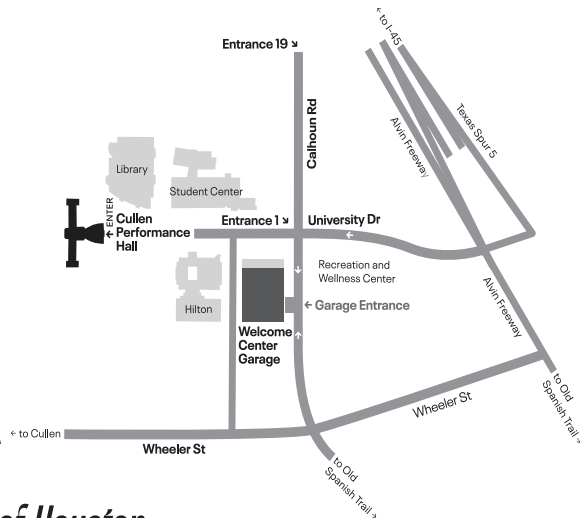 ← to I-45
Entrance 19 ↘
Calhoun Rd
Alvin Freeway
Texas Spur 5
Library
Student Center
← ENTER
Cullen
Performance
Hall
Entrance 1 ↘
University Dr
←
Recreation and
Wellness Center
Hilton
← Garage Entrance
Welcome
Center
Garage
Alvin Freeway
to Old
Spanish Trail →
Wheeler St
← to Cullen
Wheeler St
to Old
Spanish Trail →
of Houston